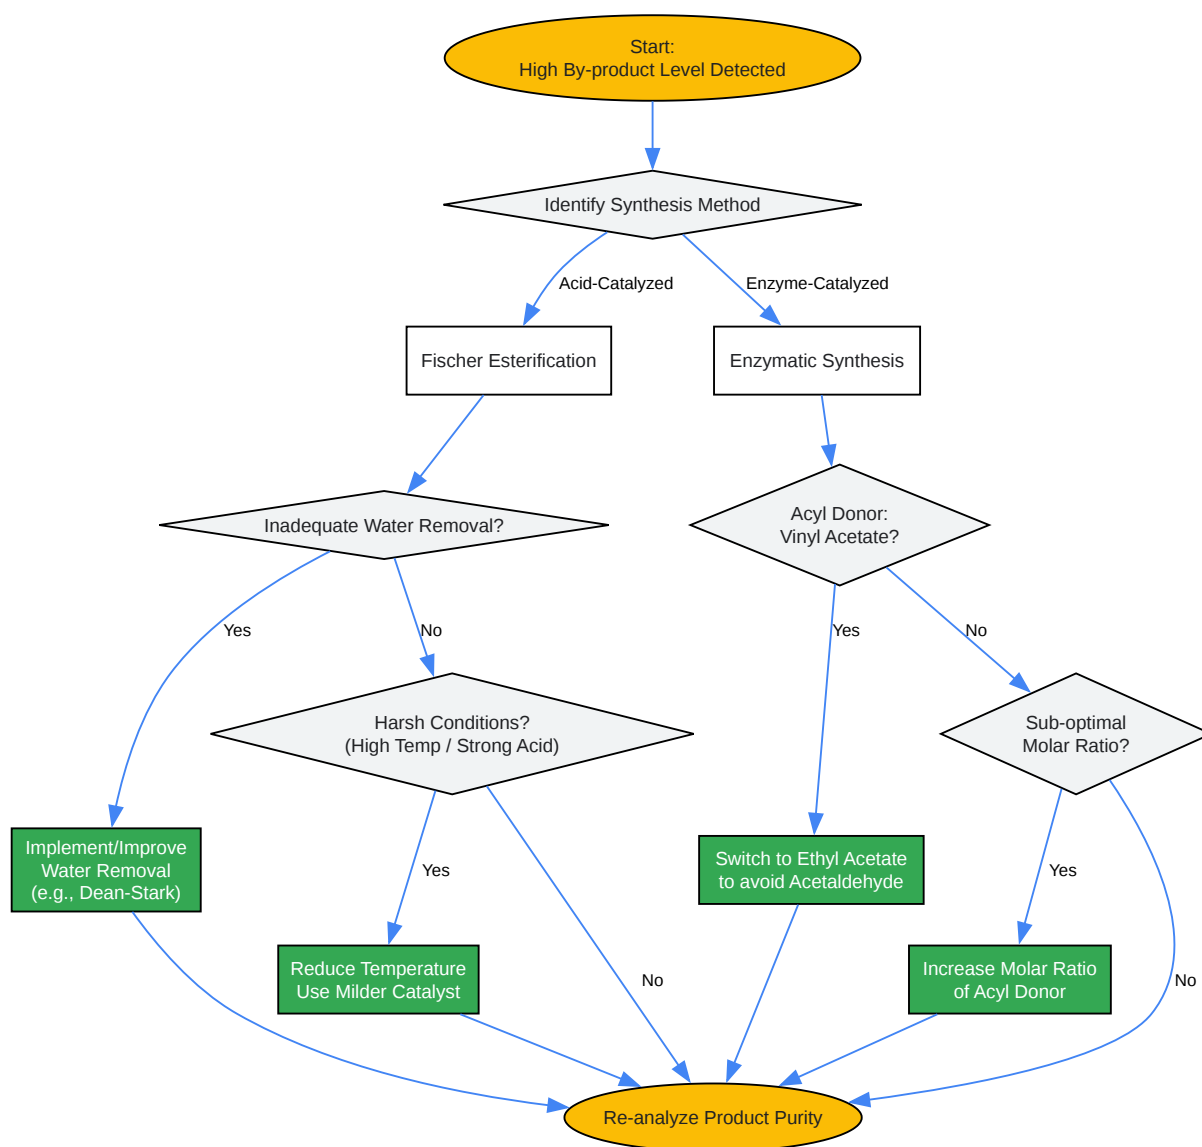 Start:
High By-product Level Detected
Identify Synthesis Method
Acid-Catalyzed
Enzyme-Catalyzed
Fischer Esterification
Enzymatic Synthesis
Inadequate Water Removal?
Acyl Donor:
Vinyl Acetate?
Yes
No
Yes
No
Harsh Conditions?
(High Temp / Strong Acid)
Sub-optimal
Molar Ratio?
Implement/Improve
Water Removal
(e.g., Dean-Stark)
Yes
Switch to Ethyl Acetate
to avoid Acetaldehyde
Yes
Reduce Temperature
Use Milder Catalyst
No
Increase Molar Ratio
of Acyl Donor
No
Re-analyze Product Purity